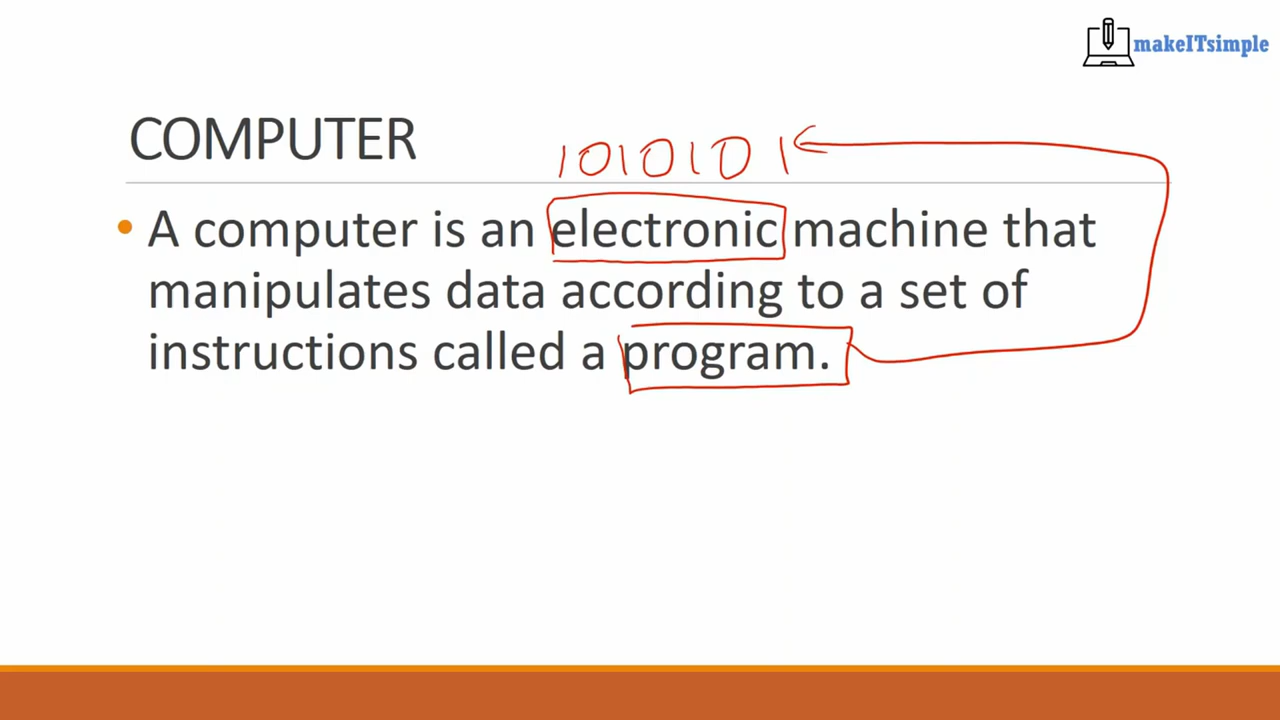 makeITsimple
COMPUTER
1010101
• A computer is an electronic machine that
manipulates data according to a set of
instructions called a program.